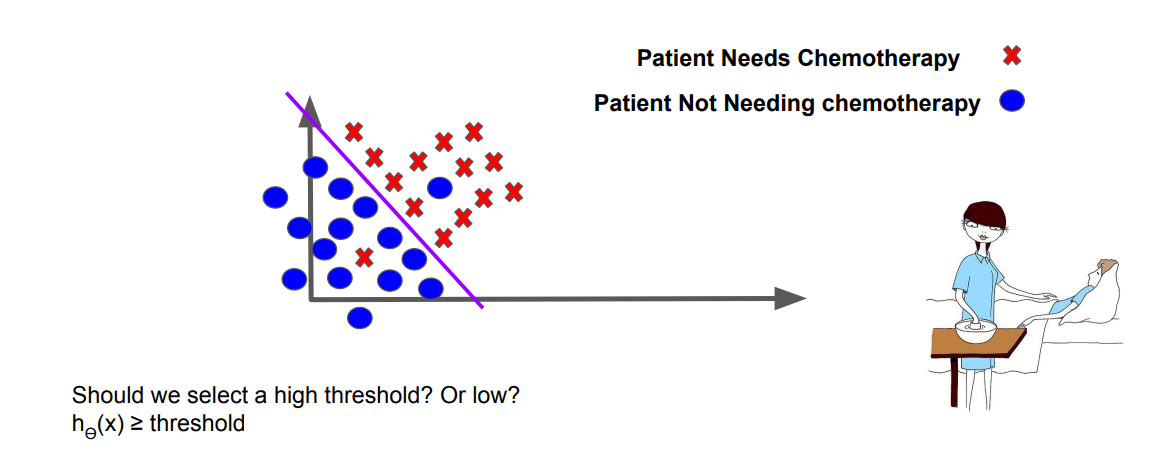 Patient Needs Chemotherapy
Patient Not Needing chemotherapy
Should we select a high threshold? Or low?
hΘ(x) ≥ threshold